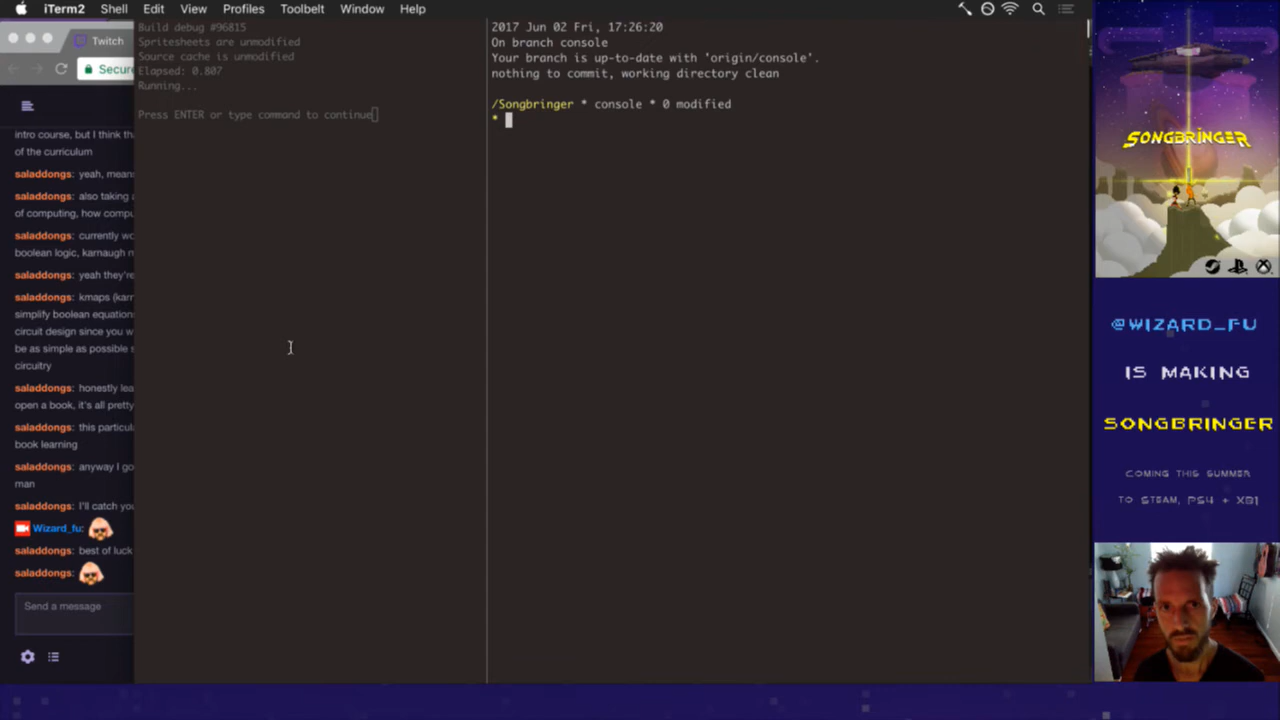 iTerm2 Shell Edit View Profiles Toolbelt Window Help
Twitch
Secure
intro course, but I think tha
of the curriculum
saladdongs: yeah, means
saladdongs: also taking a
of computing, how compu
saladdongs: currently wo
boolean logic, karnaugh m
saladdongs: yeah they're
saladdongs: kmaps (karn
simplify boolean equations
circuit design since you w
be as simple as possible s
circuitry
saladdongs: honestly lea
open a book, it's all pretty
saladdongs: this particula
book learning
saladdongs: anyway I go
man
saladdongs: I'll catch you
Wizard_fu:
saladdongs: best of luck
saladdongs:
Send a message
Build debug #96815
Spritesheets are unmodified
Source cache is unmodified
Elapsed: 0.807
Running...
Press ENTER or type command to continue
2017 Jun 02 Fri, 17:26:20
On branch console
Your branch is up-to-date with 'origin/console'.
nothing to commit, working directory clean
/Songbringer * console * 0 modified
*
SONGBRINGER
@WIZARD_FU
IS MAKING
SONGBRINGER
COMING THIS SUMMER
TO STEAM, PS4 + XB1